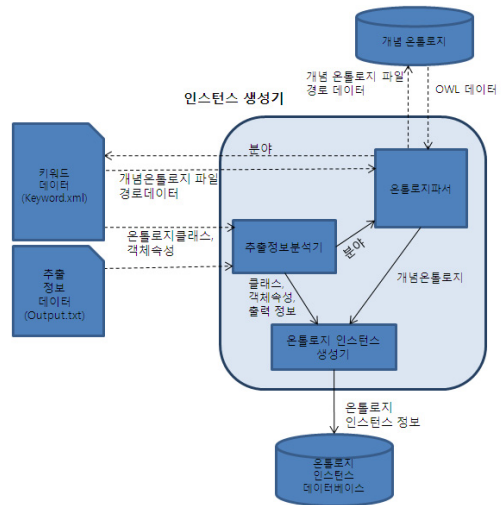 개념 온톨로지
개념 온톨로지 파일
경로 데이터
OWL 데이터
인스턴스 생성기
키워드
데이터
(Keyword.xml)
분야
개념온톨로지 파일
경로데이터
온톨로지파서
온톨로지클래스,
객체속성
추출정보분석기
분야
추출
정보
데이터
(Output.txt)
클래스,
객체속성,
출력 정보
개념온톨로지
온톨로지 인스턴스
생성기
온톨로지
인스턴스 정보
온톨로지
인스턴스
데이터베이스